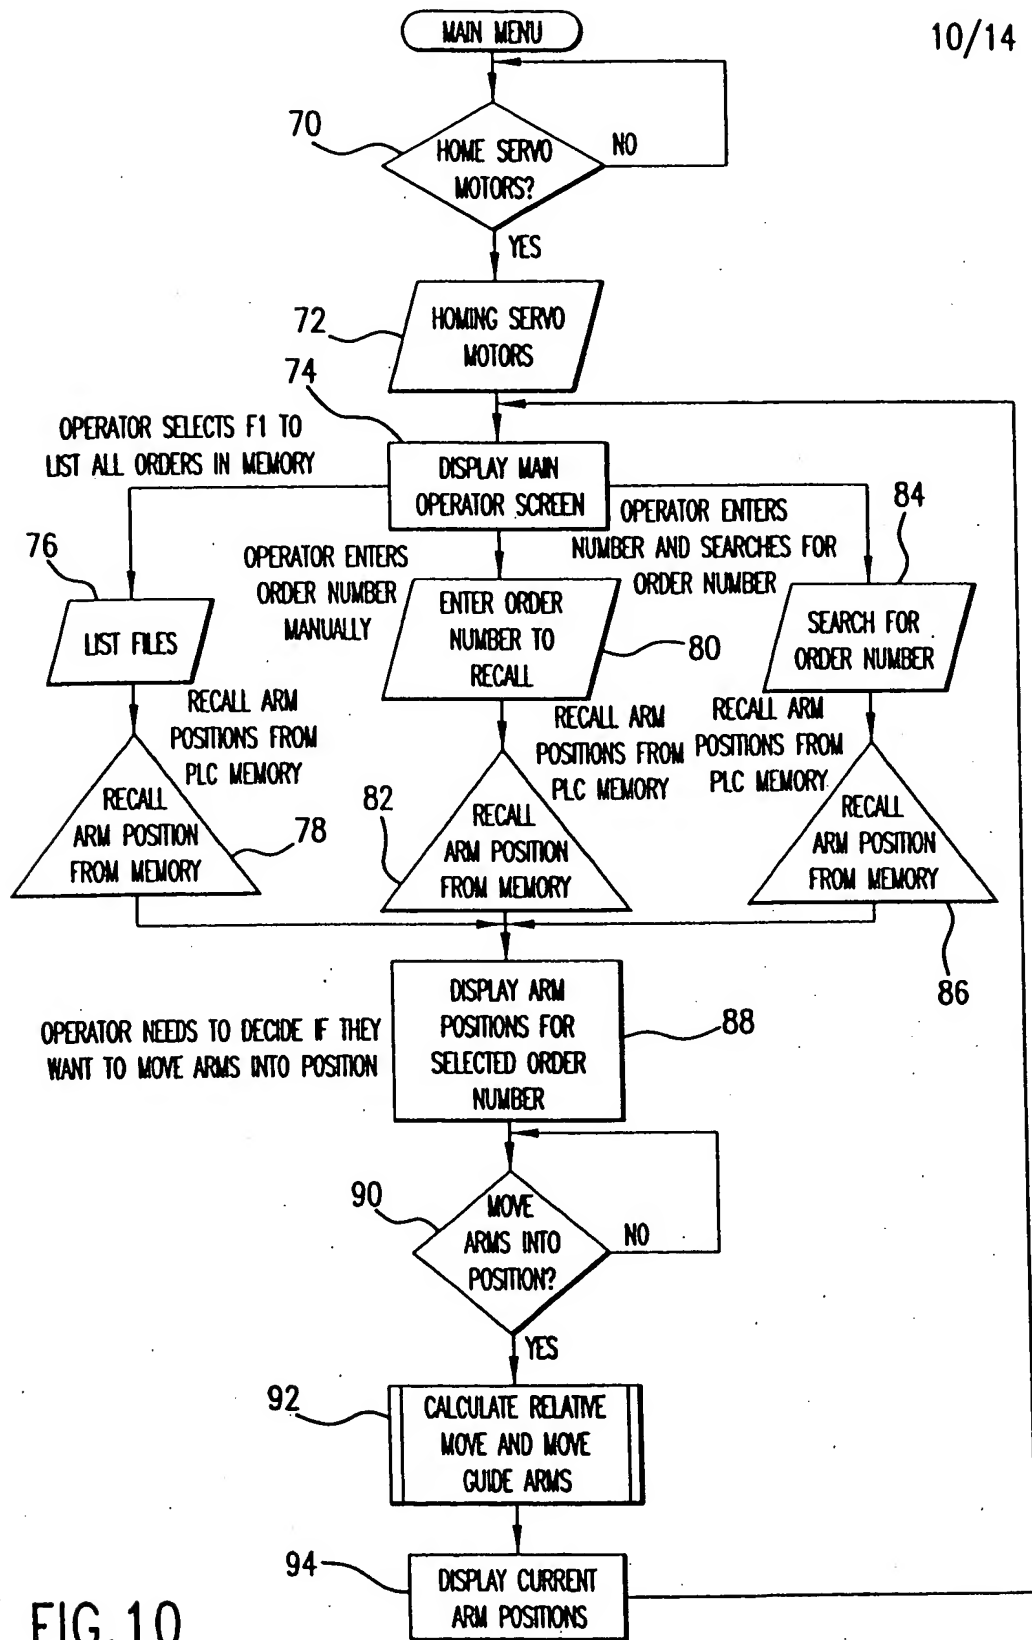 MAIN MENU
10/14
70
HOME SERVO
MOTORS?
NO
YES
72
HOMING SERVO
MOTORS
74
OPERATOR SELECTS F1 TO
LIST ALL ORDERS IN MEMORY
DISPLAY MAIN
OPERATOR SCREEN
84
OPERATOR ENTERS
NUMBER AND SEARCHES FOR
ORDER NUMBER
76
OPERATOR ENTERS
ORDER NUMBER
MANUALLY
LIST FILES
ENTER ORDER
NUMBER TO
RECALL
80
SEARCH FOR
ORDER NUMBER
RECALL ARM
POSITIONS FROM
PLC MEMORY
RECALL ARM
POSITIONS FROM
PLC MEMORY
RECALL ARM
POSITIONS FROM
PLC MEMORY
RECALL
ARM POSITION
FROM MEMORY
78
82
RECALL
ARM POSITION
FROM MEMORY
RECALL
ARM POSITION
FROM MEMORY
86
OPERATOR NEEDS TO DECIDE IF THEY
WANT TO MOVE ARMS INTO POSITION
DISPLAY ARM
POSITIONS FOR
SELECTED ORDER
NUMBER
88
90
MOVE
ARMS INTO
POSITION?
NO
YES
92
CALCULATE RELATIVE
MOVE AND MOVE
GUIDE ARMS
94
DISPLAY CURRENT
ARM POSITIONS
FIG.10